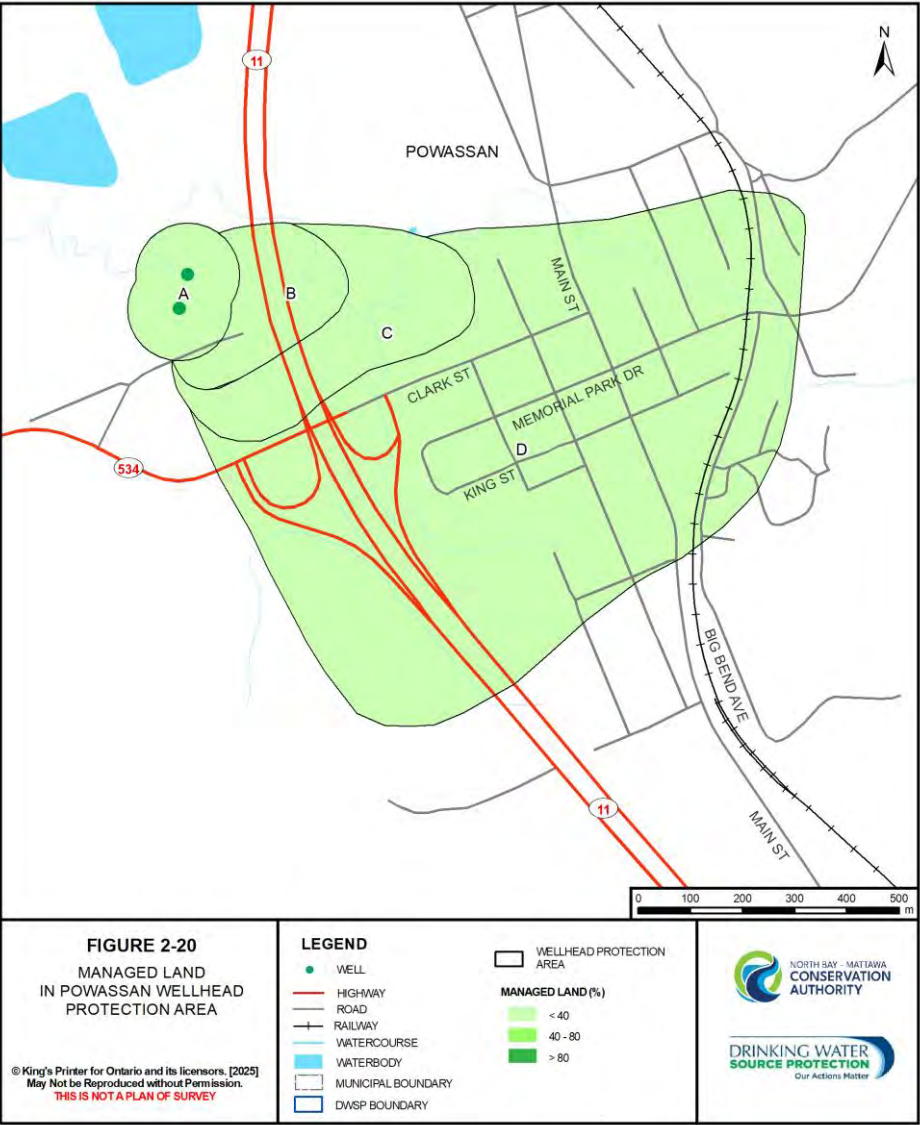 N
11
POWASSAN
A
B
C
MAIN ST
CLARK ST
MEMORIAL PARK DR
D
KING ST
534
BIG BEND AVE
11
MAIN ST
0 100 200 300 400 500
m
FIGURE 2-20
MANAGED LAND
IN POWASSAN WELLHEAD
PROTECTION AREA
© King's Printer for Ontario and its licensors. [2025]
May Not be Reproduced without Permission.
THIS IS NOT A PLAN OF SURVEY
LEGEND
WELL
HIGHWAY
ROAD
RAILWAY
WATERCOURSE
WATERBODY
MUNICIPAL BOUNDARY
DWSP BOUNDARY
WELLHEAD PROTECTION
AREA
MANAGED LAND (%)
< 40
40 - 80
> 80
NORTH BAY - MATTAWA
CONSERVATION
AUTHORITY
DRINKING WATER
SOURCE PROTECTION
Our Actions Matter